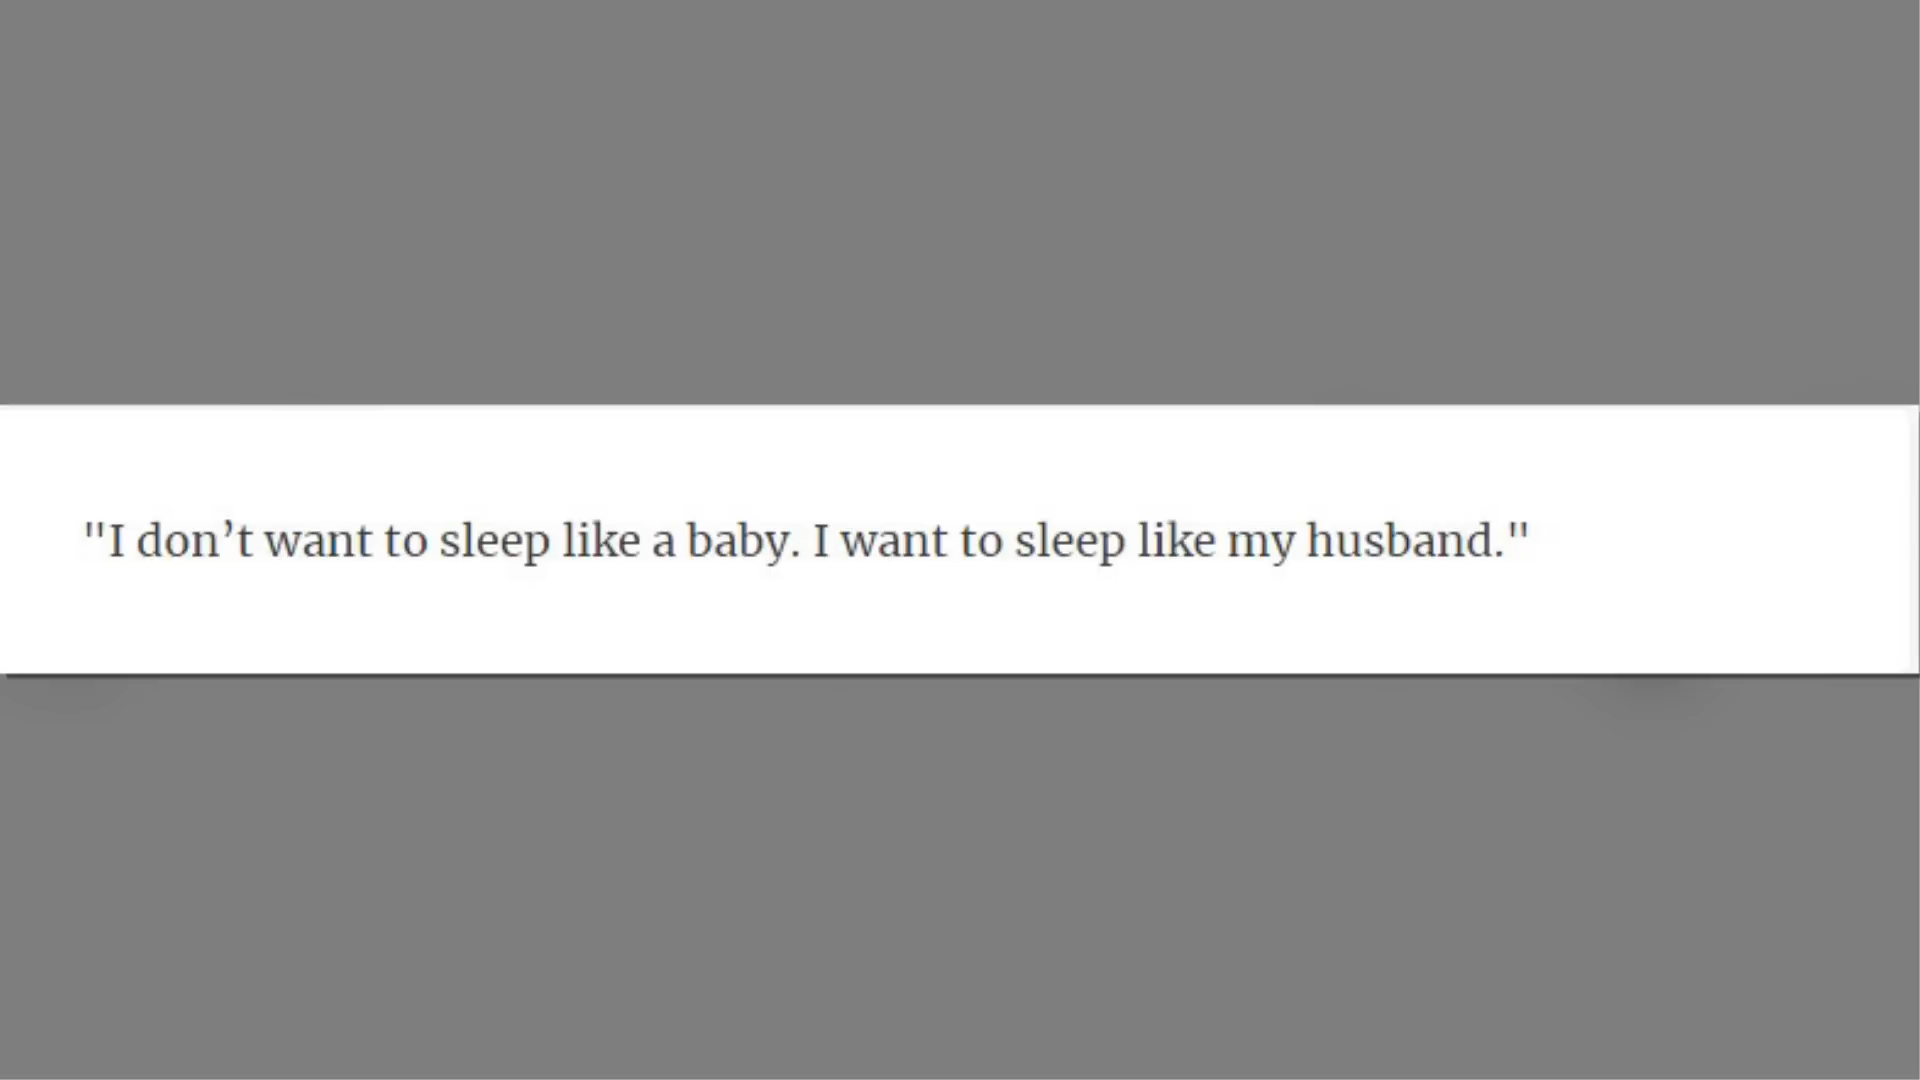 "I don’t want to sleep like a baby. I want to sleep like my husband."